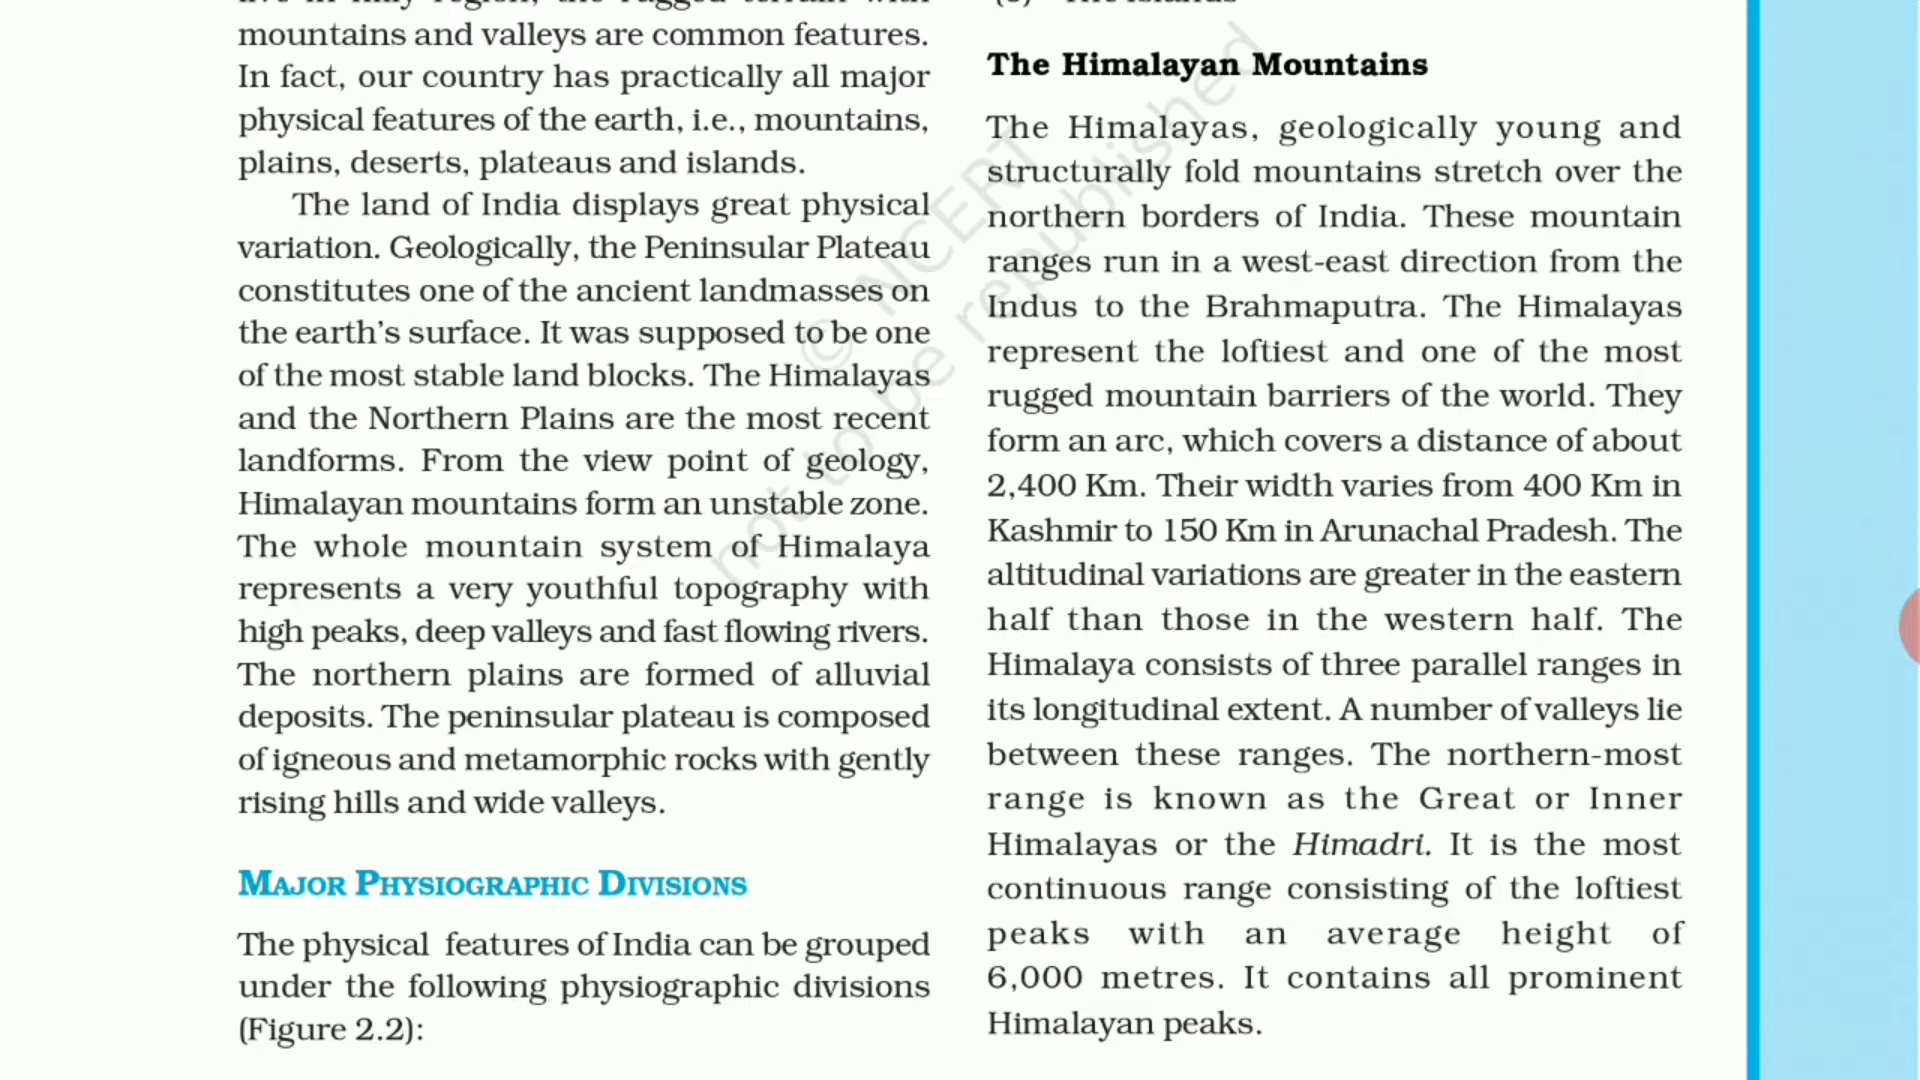 mountains and valleys are common features.
In fact, our country has practically all major
physical features of the earth, i.e., mountains,
plains, deserts, plateaus and islands.
The land of India displays great physical
variation. Geologically, the Peninsular Plateau
constitutes one of the ancient landmasses on
the earth's surface. It was supposed to be one
of the most stable land blocks. The Himalayas
and the Northern Plains are the most recent
landforms. From the view point of geology,
Himalayan mountains form an unstable zone.
The whole mountain system of Himalaya
represents a very youthful topography with
high peaks, deep valleys and fast flowing rivers.
The northern plains are formed of alluvial
deposits. The peninsular plateau is composed
of igneous and metamorphic rocks with gently
rising hills and wide valleys.
MAJOR PHYSIOGRAPHIC DIVISIONS
The physical features of India can be grouped
under the following physiographic divisions
(Figure 2.2):
The Himalayan Mountains
The Himalayas, geologically young and
structurally fold mountains stretch over the
northern borders of India. These mountain
ranges run in a west-east direction from the
Indus to the Brahmaputra. The Himalayas
represent the loftiest and one of the most
rugged mountain barriers of the world. They
form an arc, which covers a distance of about
2,400 Km. Their width varies from 400 Km in
Kashmir to 150 Km in Arunachal Pradesh. The
altitudinal variations are greater in the eastern
half than those in the western half. The
Himalaya consists of three parallel ranges in
its longitudinal extent. A number of valleys lie
between these ranges. The northern-most
range is known as the Great or Inner
Himalayas or the Himadri. It is the most
continuous range consisting of the loftiest
peaks with an average height of
6,000 metres. It contains all prominent
Himalayan peaks.
© NCERT
not to be republished